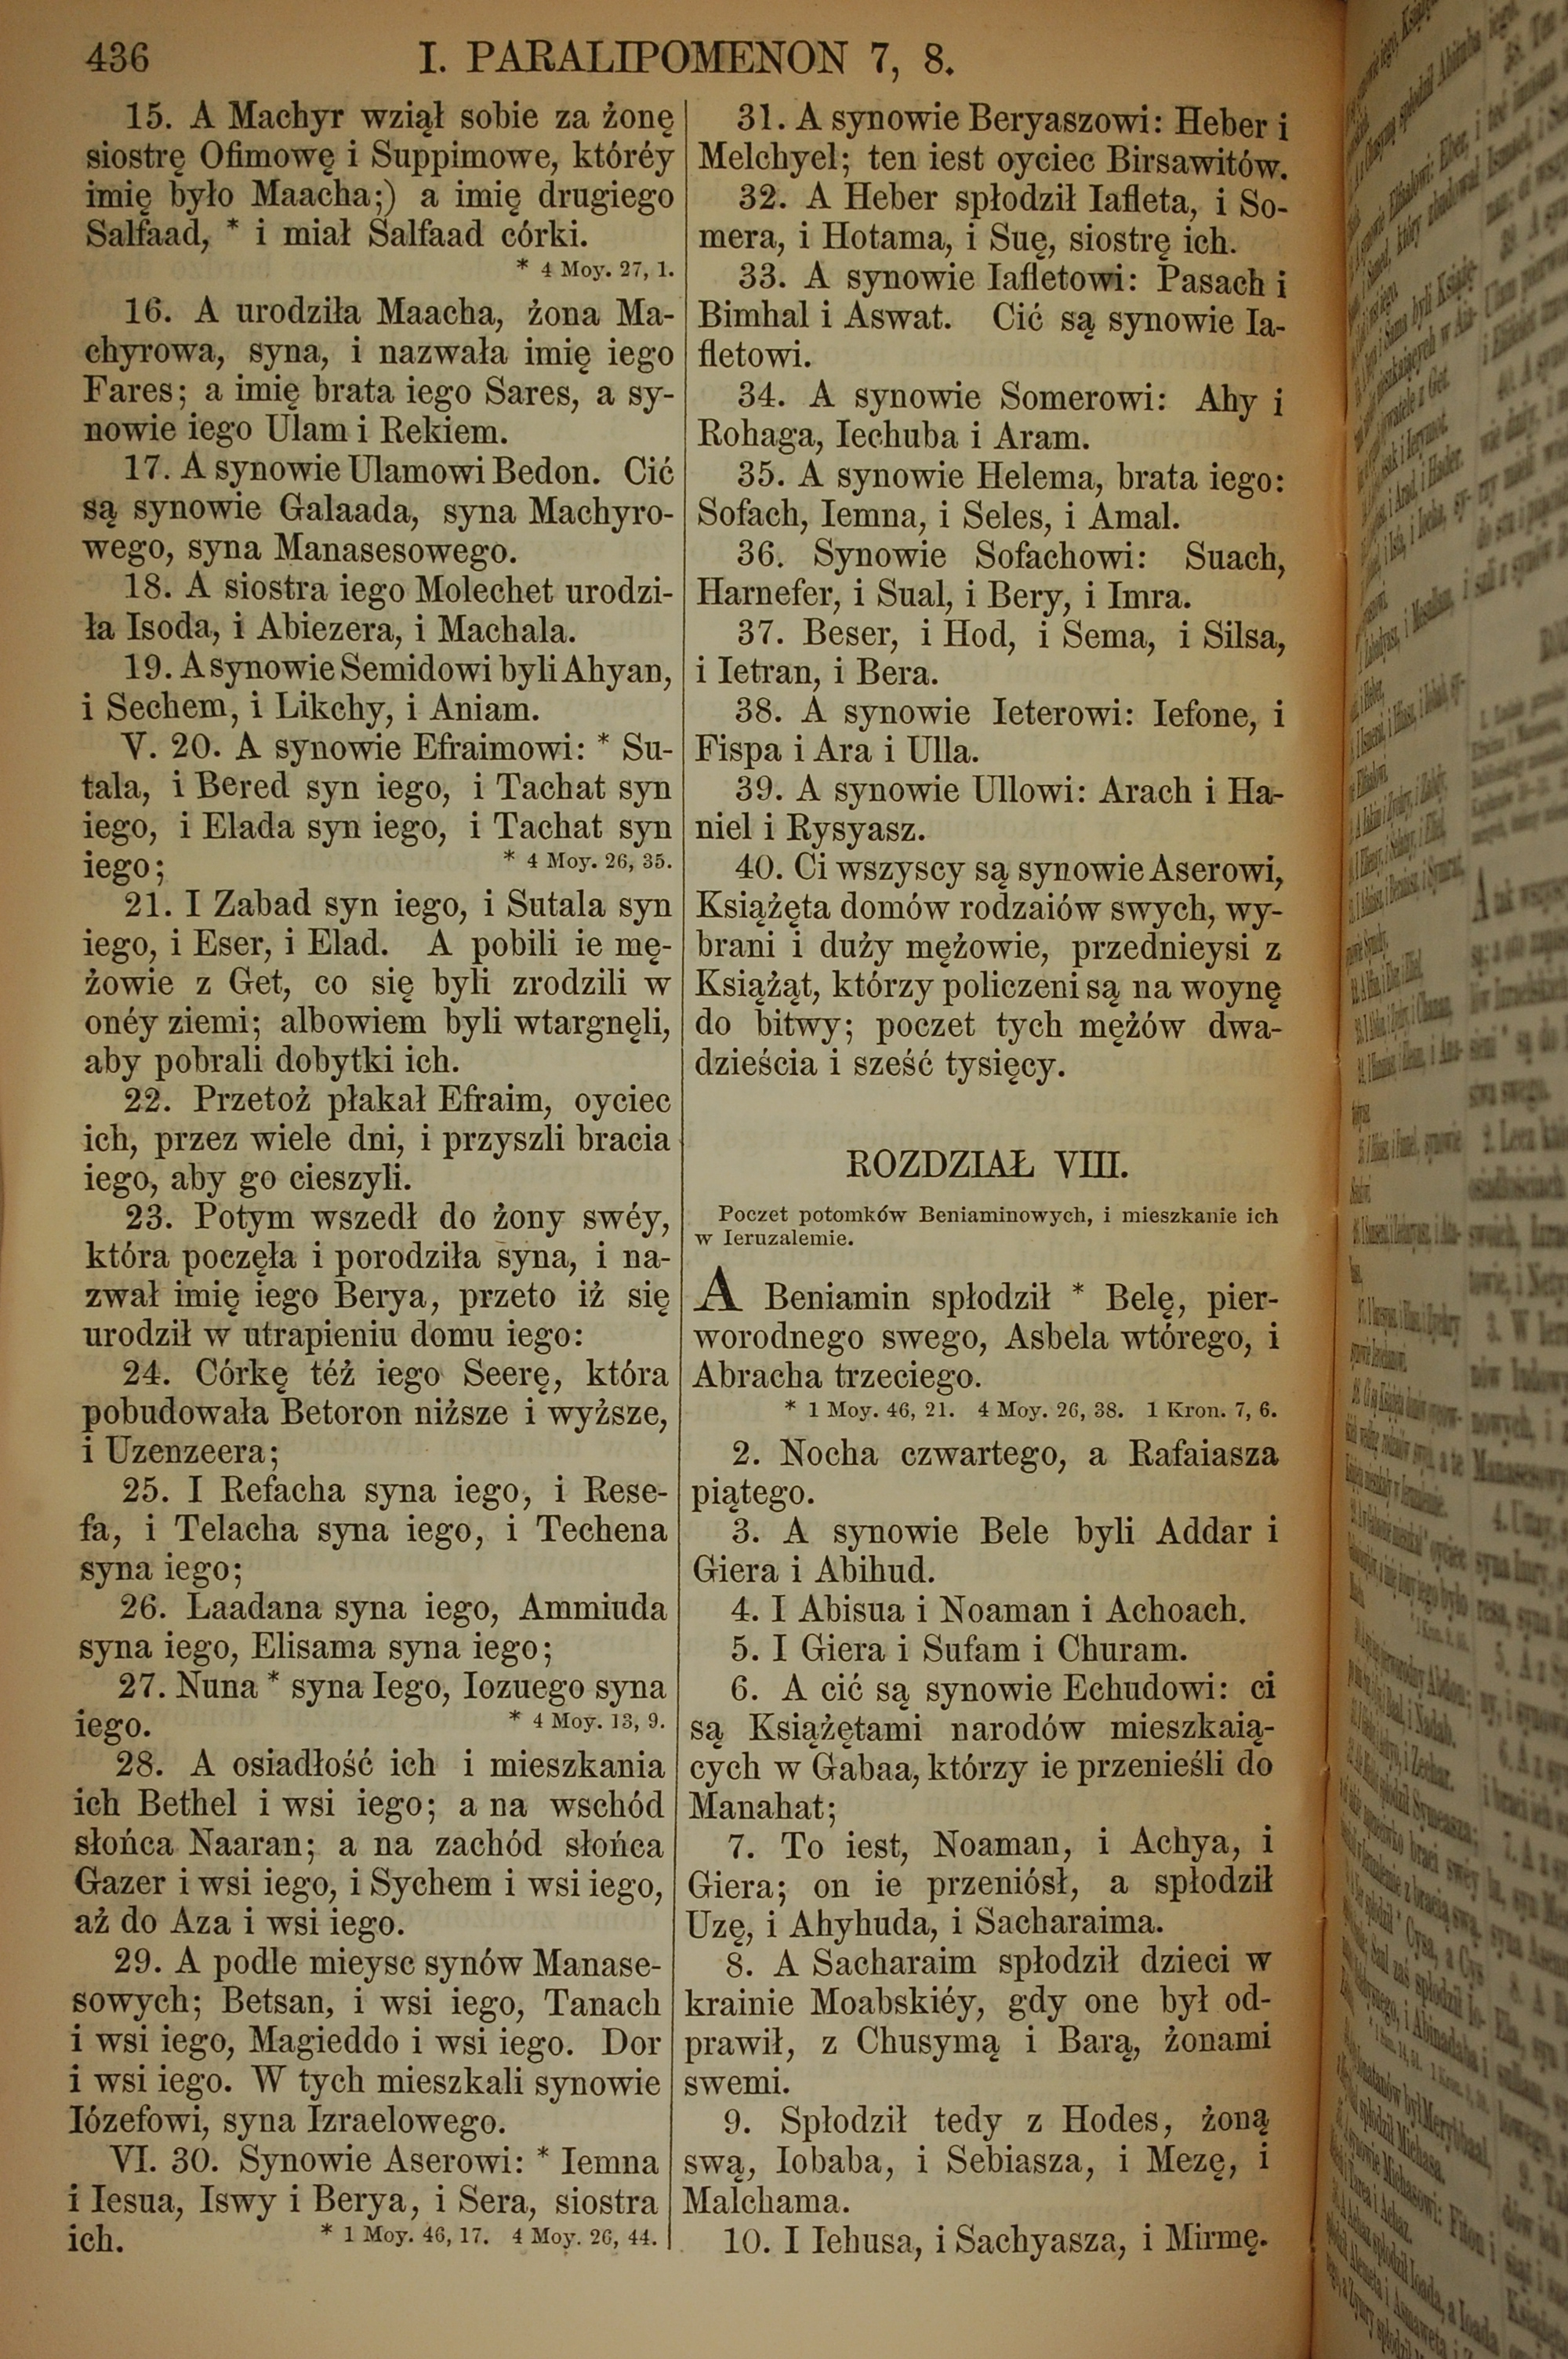 436
I. PARALIPOMENON 7, 8.
15. A Machyr wziął sobie za żonę
siostrę Ofimowę i Suppimowe, któréy
imię było Maacha;) a imię drugiego
Salfaad, * i miał Salfaad córki.
* 4 Moy. 27, 1.
16. A urodziła Maacha, żona Ma-
chyrowa, syna, i nazwała imię iego
Fares; a imię brata iego Sares, a sy-
nowie iego Ulam i Rekiem.
17. A synowie Ulamowi Bedon. Cić
są synowie Galaada, syna Machyro-
wego, syna Manasesowego.
18. A siostra iego Molechet urodzi-
ła Isoda, i Abiezera, i Machala.
19. A synowie Semidowi byli Ahyan,
i Sechem, i Likchy, i Aniam.
V. 20. A synowie Efraimowi: * Su-
tala, i Bered syn iego, i Tachat syn
iego, i Elada syn iego, i Tachat syn
iego; * 4 Moy. 26, 35.
21. I Zabad syn iego, i Sutala syn
iego, i Eser, i Elad. A pobili ie mę-
żowie z Get, co się byli zrodzili w
onéy ziemi; albowiem byli wtargnęli,
aby pobrali dobytki ich.
22. Przetoż płakał Efraim, oyciec
ich, przez wiele dni, i przyszli bracia
iego, aby go cieszyli.
23. Potym wszedł do żony swéy,
która poczęła i porodziła syna, i na-
zwał imię iego Berya, przeto iż się
urodził w utrapieniu domu iego:
24. Córkę téż iego Seerę, która
pobudowała Betoron niższe i wyższe,
i Uzenzeera;
25. I Refacha syna iego, i Rese-
fa, i Telacha syna iego, i Techena
syna iego;
26. Laadana syna iego, Ammiuda
syna iego, Elisama syna iego;
27. Nuna * syna Iego, Iozuego syna
iego. * 4 Moy. 13, 9.
28. A osiadłość ich i mieszkania
ich Bethel i wsi iego; a na wschód
słońca Naaran; a na zachód słońca
Gazer i wsi iego, i Sychem i wsi iego,
aż do Aza i wsi iego.
29. A podle mieysc synów Manase-
sowych; Betsan, i wsi iego, Tanach
i wsi iego, Magieddo i wsi iego. Dor
i wsi iego. W tych mieszkali synowie
Iózefowi, syna Izraelowego.
VI. 30. Synowie Aserowi: * Iemna
i Iesua, Iswy i Berya, i Sera, siostra
ich. * 1 Moy. 46, 17. 4 Moy. 26, 44.
31. A synowie Beryaszowi: Heber i
Melchyel; ten iest oyciec Birsawitów.
32. A Heber spłodził Iafleta, i So-
mera, i Hotama, i Suę, siostrę ich.
33. A synowie Iafletowi: Pasach i
Bimhal i Aswat. Cić są synowie Ia-
fletowi.
34. A synowie Somerowi: Ahy i
Rohaga, Iechuba i Aram.
35. A synowie Helema, brata iego:
Sofach, Iemna, i Seles, i Amal.
36. Synowie Sofachowi: Suach,
Harnefer, i Sual, i Bery, i Imra.
37. Beser, i Hod, i Sema, i Silsa,
i Ietran, i Bera.
38. A synowie Ieterowi: Iefone, i
Fispa i Ara i Ulla.
39. A synowie Ullowi: Arach i Ha-
niel i Rysyasz.
40. Ci wszyscy są synowie Aserowi,
Książęta domów rodzaiów swych, wy-
brani i duży mężowie, przednieysi z
Książąt, którzy policzeni są na woynę
do bitwy; poczet tych mężów dwa-
dzieścia i sześć tysięcy.
ROZDZIAŁ VIII.
Poczet potomków Beniaminowych, i mieszkanie ich
w Ieruzalemie.
A Beniamin spłodził * Belę, pier-
worodnego swego, Asbela wtórego, i
Abracha trzeciego.
* 1 Moy. 46, 21. 4 Moy. 26, 38. 1 Kron. 7, 6.
2. Nocha czwartego, a Rafaiasza
piątego.
3. A synowie Bele byli Addar i
Giera i Abihud.
4. I Abisua i Noaman i Achoach.
5. I Giera i Sufam i Churam.
6. A cić są synowie Echudowi: ci
są Książętami narodów mieszkaią-
cych w Gabaa, którzy ie przenieśli do
Manahat;
7. To iest, Noaman, i Achya, i
Giera; on ie przeniósł, a spłodził
Uzę, i Ahyhuda, i Sacharaima.
8. A Sacharaim spłodził dzieci w
krainie Moabskiéy, gdy one był od-
prawił, z Chusymą i Barą, żonami
swemi.
9. Spłodził tedy z Hodes, żoną
swą, Iobaba, i Sebiasza, i Mezę, i
Malchama.
10. I Iehusa, i Sachyasza, i Mirmę.